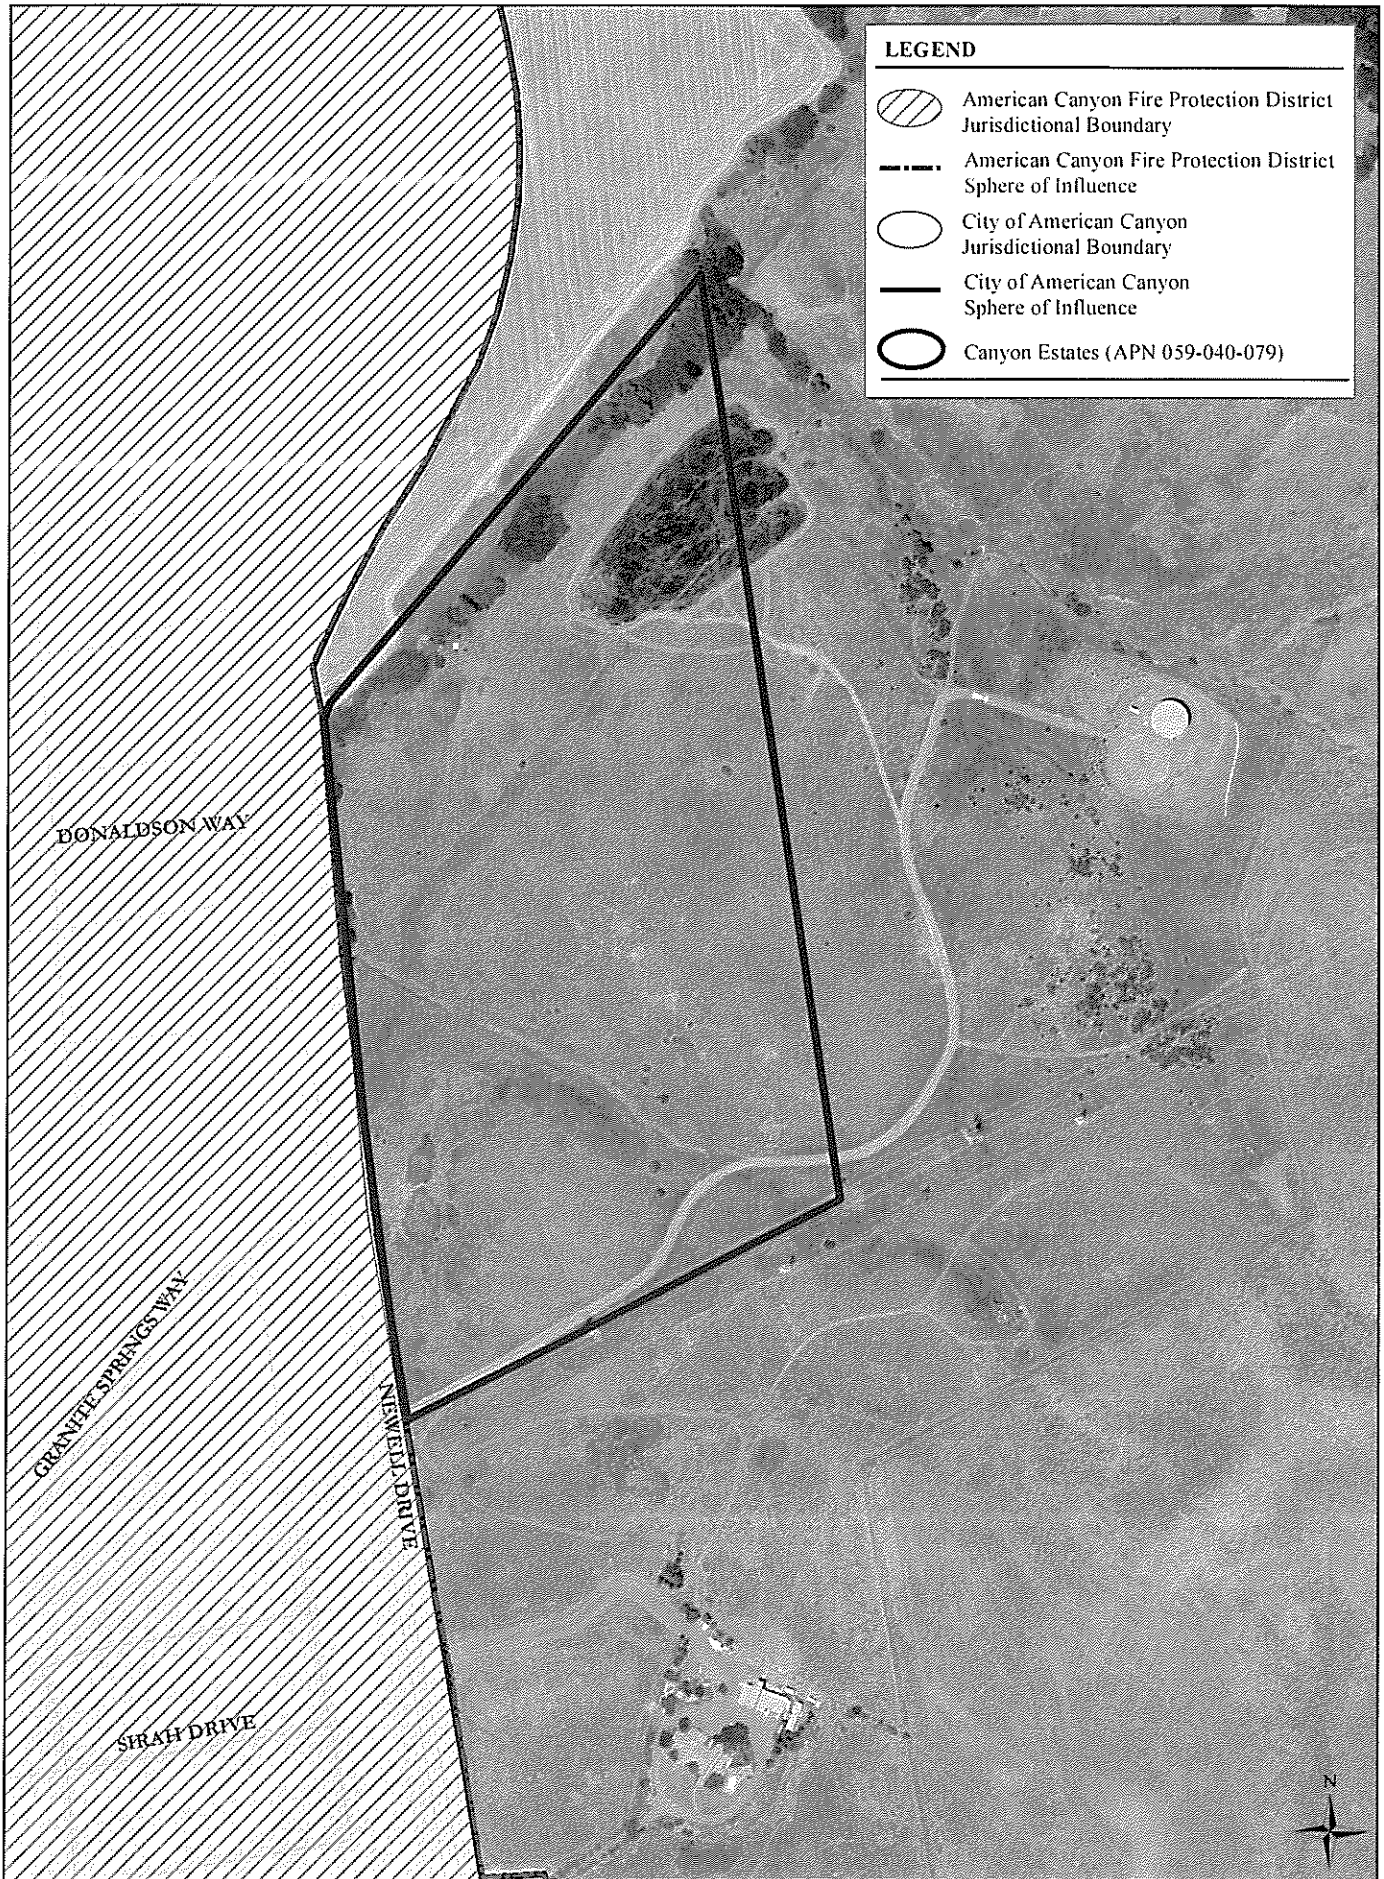 LEGEND
American Canyon Fire Protection District
Jurisdictional Boundary
American Canyon Fire Protection District
Sphere of Influence
City of American Canyon
Jurisdictional Boundary
City of American Canyon
Sphere of Influence
Canyon Estates (APN 059-040-079)
DONALDSON WAY
GRANITE SPRINGS WAY
NEWELL DRIVE
SIRAH DRIVE
N